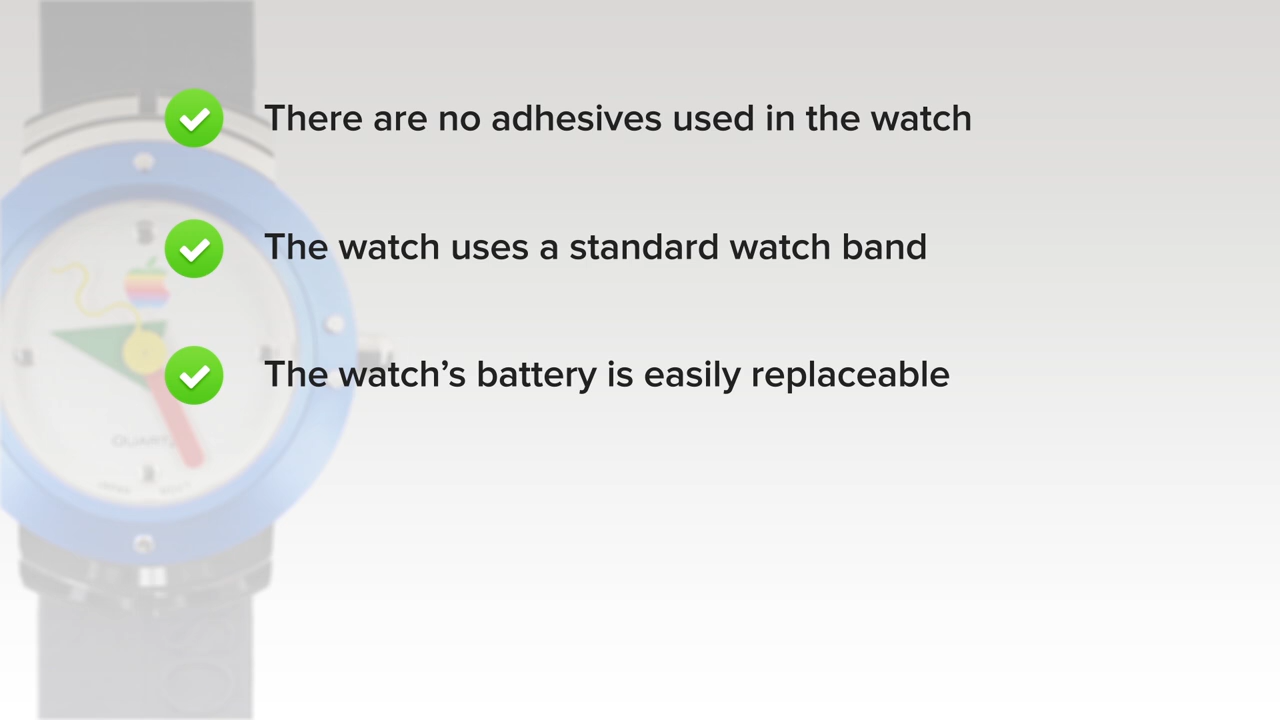 There are no adhesives used in the watch
The watch uses a standard watch band
The watch's battery is easily replaceable
QUARTZ